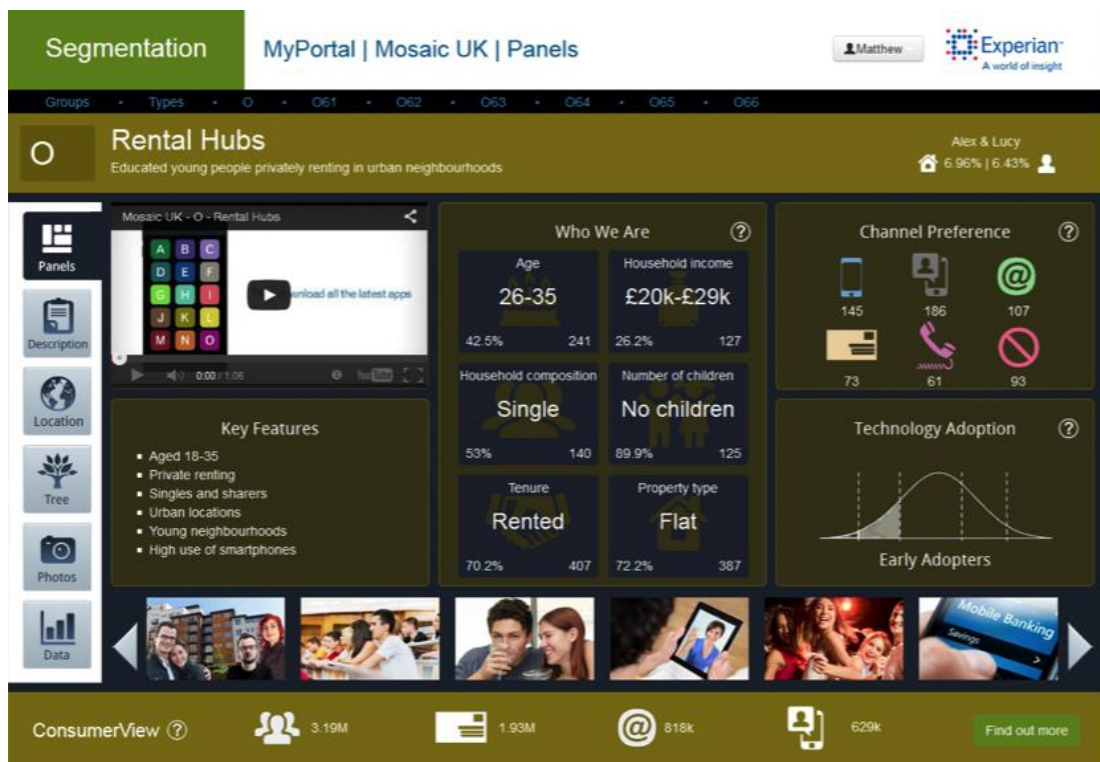 Segmentation
MyPortal | Mosaic UK | Panels
Matthew
Experian
A world of insight
Groups • Types • O • O61 • O62 • O63 • O64 • O65 • O66
O
Rental Hubs
Educated young people privately renting in urban neighbourhoods
Alex & Lucy
6.96% | 6.43%
Panels
Description
Location
Tree
Photos
Data
Mosaic UK - O - Rental Hubs
A B C
D E F
G H I
J K L
M N O
wnload all the latest apps
0:00 / 1:06
YouTube
Key Features
▪ Aged 18-35
▪ Private renting
▪ Singles and sharers
▪ Urban locations
▪ Young neighbourhoods
▪ High use of smartphones
Who We Are ?
Age
26-35
42.5% 241
Household income
£20k-£29k
26.2% 127
Household composition
Single
53% 140
Number of children
No children
89.9% 125
Tenure
Rented
70.2% 407
Property type
Flat
72.2% 387
Channel Preference ?
@
145 186 107
73 61 93
Technology Adoption ?
Early Adopters
Mobile Banking
Savings
ConsumerView ? 3.19M 1.93M @ 818k 629k Find out more